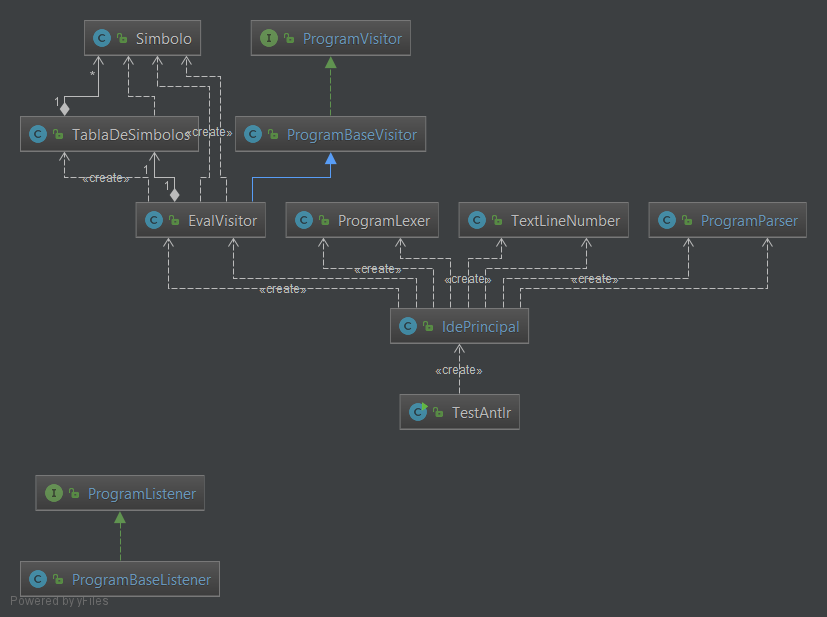 C Simbolo
I ProgramVisitor
*
1
C TablaDeSimbolos
«create»
C ProgramBaseVisitor
«create»
1
1
C EvalVisitor
C ProgramLexer
C TextLineNumber
C ProgramParser
«create»
«create»
«create»
«create»
C IdePrincipal
«create»
C TestAntlr
I ProgramListener
C ProgramBaseListener
Powered by yFiles